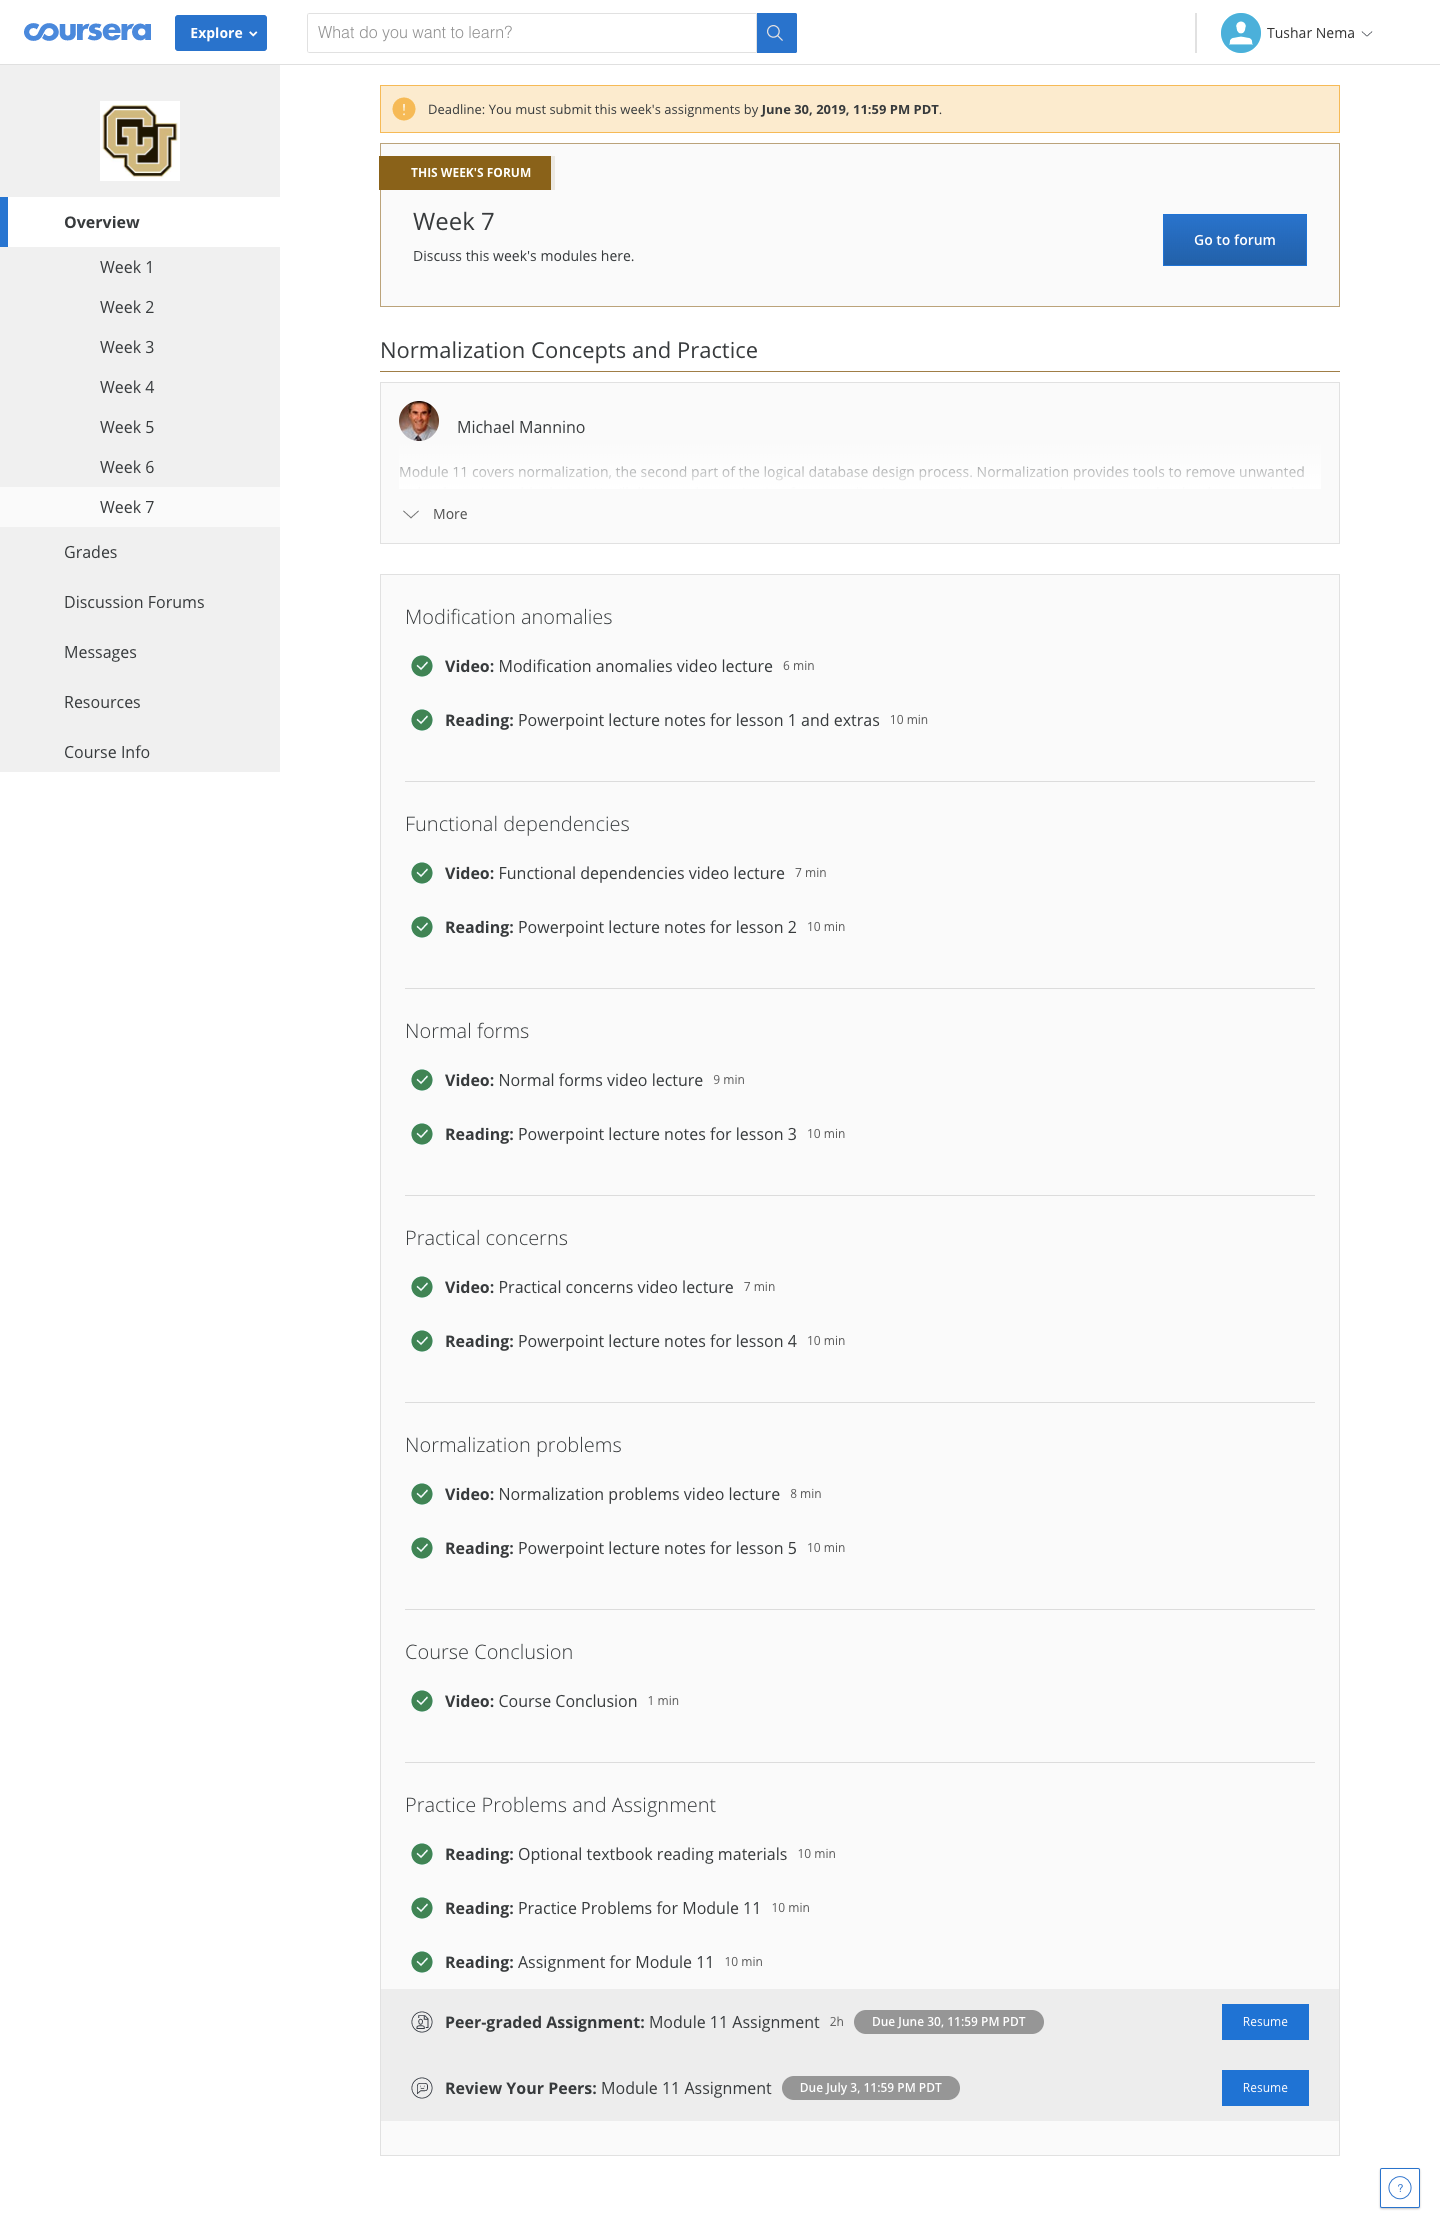 coursera
Explore
What do you want to learn?
Tushar Nema
CU
Overview
Week 1
Week 2
Week 3
Week 4
Week 5
Week 6
Week 7
Grades
Discussion Forums
Messages
Resources
Course Info
! Deadline: You must submit this week's assignments by June 30, 2019, 11:59 PM PDT.
THIS WEEK'S FORUM
Week 7
Discuss this week's modules here.
Go to forum
Normalization Concepts and Practice
Michael Mannino
Module 11 covers normalization, the second part of the logical database design process. Normalization provides tools to remove unwanted
More
Modification anomalies
Video: Modification anomalies video lecture 6 min
Reading: Powerpoint lecture notes for lesson 1 and extras 10 min
Functional dependencies
Video: Functional dependencies video lecture 7 min
Reading: Powerpoint lecture notes for lesson 2 10 min
Normal forms
Video: Normal forms video lecture 9 min
Reading: Powerpoint lecture notes for lesson 3 10 min
Practical concerns
Video: Practical concerns video lecture 7 min
Reading: Powerpoint lecture notes for lesson 4 10 min
Normalization problems
Video: Normalization problems video lecture 8 min
Reading: Powerpoint lecture notes for lesson 5 10 min
Course Conclusion
Video: Course Conclusion 1 min
Practice Problems and Assignment
Reading: Optional textbook reading materials 10 min
Reading: Practice Problems for Module 11 10 min
Reading: Assignment for Module 11 10 min
Peer-graded Assignment: Module 11 Assignment 2h Due June 30, 11:59 PM PDT Resume
Review Your Peers: Module 11 Assignment Due July 3, 11:59 PM PDT Resume
?